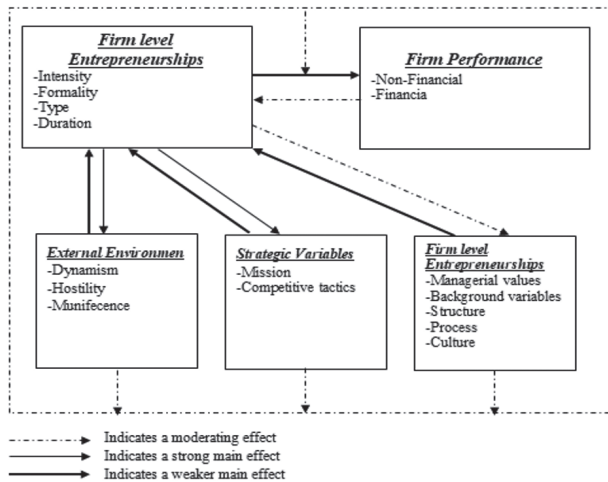 Firm level
Entrepreneurships
-Intensity
-Formality
-Type
-Duration
Firm Performance
-Non-Financial
-Financia
External Environmen
-Dynamism
-Hostility
-Munifecence
Strategic Variables
-Mission
-Competitive tactics
Firm level
Entrepreneurships
-Managerial values
-Background variables
-Structure
-Process
-Culture
Indicates a moderating effect
Indicates a strong main effect
Indicates a weaker main effect